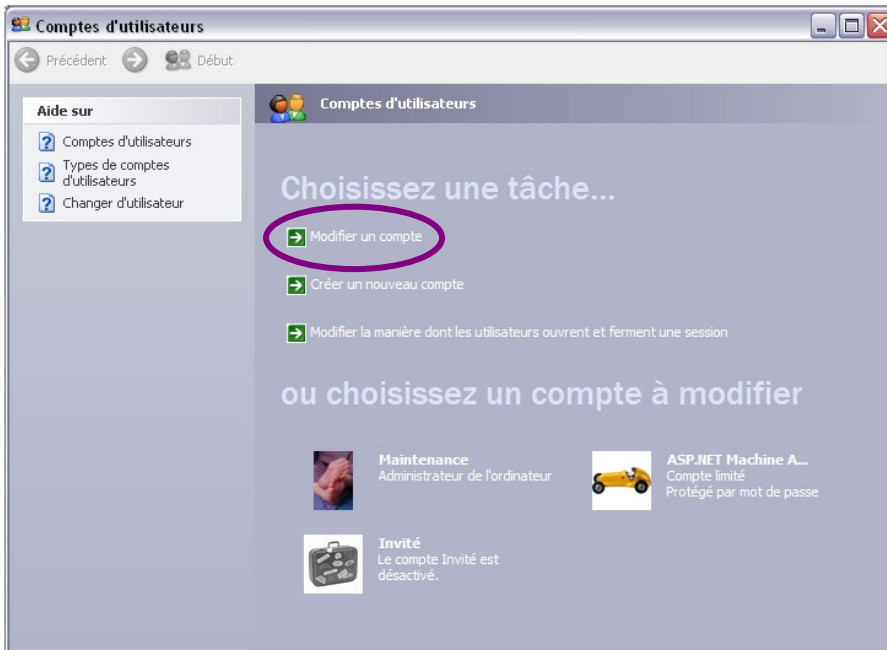 Comptes d'utilisateurs
Précédent
Début
Aide sur
Comptes d'utilisateurs
Types de comptes
d'utilisateurs
Changer d'utilisateur
Comptes d'utilisateurs
Choisissez une tâche...
Modifier un compte
Créer un nouveau compte
Modifier la manière dont les utilisateurs ouvrent et ferment une session
ou choisissez un compte à modifier
Maintenance
Administrateur de l'ordinateur
ASP.NET Machine A...
Compte limité
Protégé par mot de passe
Invité
Le compte Invité est
désactivé.